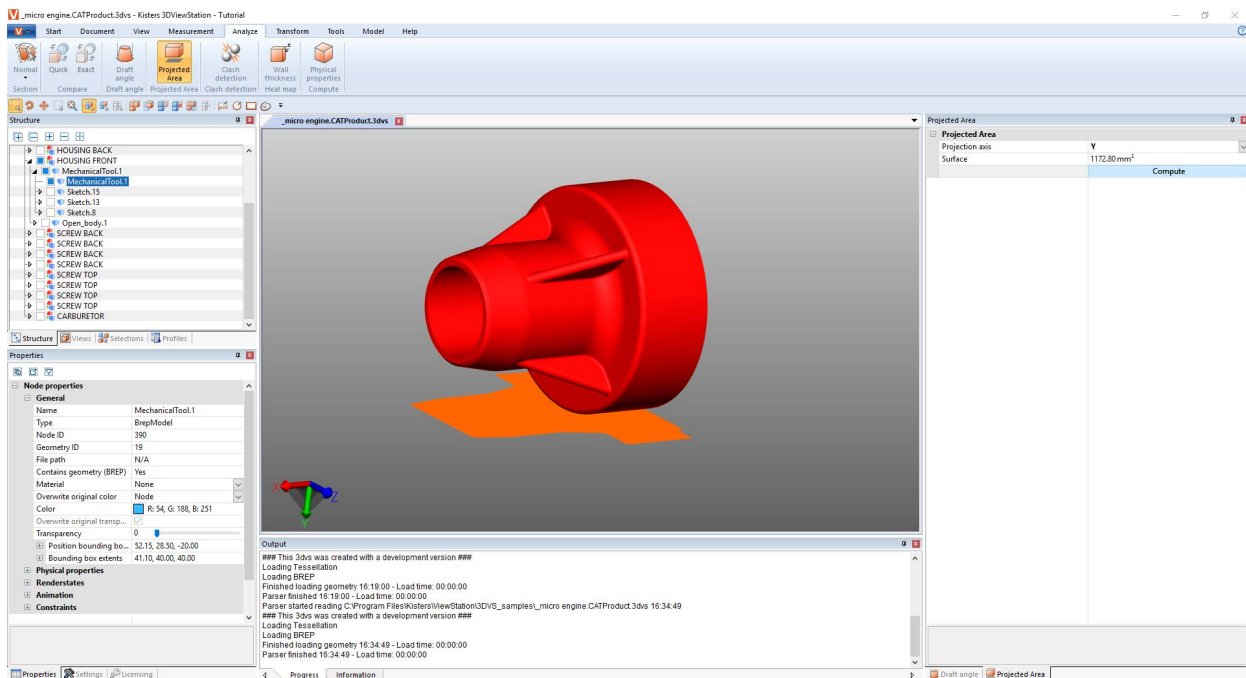 _micro engine.CATProduct.3dvs - Kisters 3DViewStation - Tutorial
Start Document View Measurement Analyze Transform Tools Model Help
Normal
Quick Exact
Draft angle
Projected Area
Clash detection
Wall thickness
Physical properties
Section Compare Draft angle Projected Area Clash detection Heat map Compute
Structure
HOUSING BACK
HOUSING FRONT
MechanicalTool.1
MechanicalTool.1
Sketch.15
Sketch.13
Sketch.8
Open_body.1
SCREW BACK
SCREW BACK
SCREW BACK
SCREW BACK
SCREW TOP
SCREW TOP
SCREW TOP
SCREW TOP
CARBURETOR
Structure Views Selections Profiles
Properties
Node properties
General
Name MechanicalTool.1
Type BrepModel
Node ID 390
Geometry ID 19
File path N/A
Contains geometry (BREP) Yes
Material None
Overwrite original color Node
Color R: 54, G: 188, B: 251
Overwrite original transp...
Transparency 0
Position bounding bo... 52.15, 28.50, -20.00
Bounding box extents 41.10, 40.00, 40.00
Physical properties
Renderstates
Animation
Constraints
Properties Settings Licensing
_micro engine.CATProduct.3dvs
X
Z
Y
Output
### This 3dvs was created with a development version ###
Loading Tessellation
Loading BREP
Finished loading geometry 16:19:00 - Load time: 00:00:00
Parser finished 16:19:00 - Load time: 00:00:00
Parser started reading C:\Program Files\Kisters\ViewStation\3DVS_samples\_micro engine.CATProduct.3dvs 16:34:49
### This 3dvs was created with a development version ###
Loading Tessellation
Loading BREP
Finished loading geometry 16:34:49 - Load time: 00:00:00
Parser finished 16:34:49 - Load time: 00:00:00
Progress Information
Projected Area
Projected Area
Projection axis Y
Surface 1172.80 mm²
Compute
Draft angle Projected Area